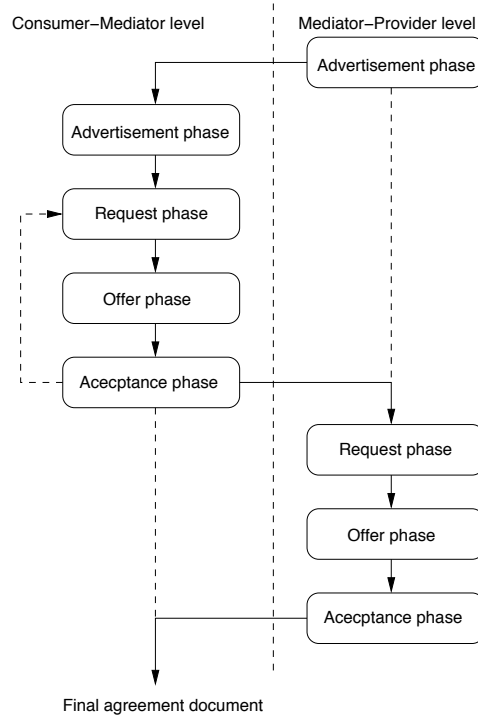 Consumer–Mediator level
Mediator–Provider level
Advertisement phase
Advertisement phase
Request phase
Offer phase
Acecptance phase
Request phase
Offer phase
Acecptance phase
Final agreement document